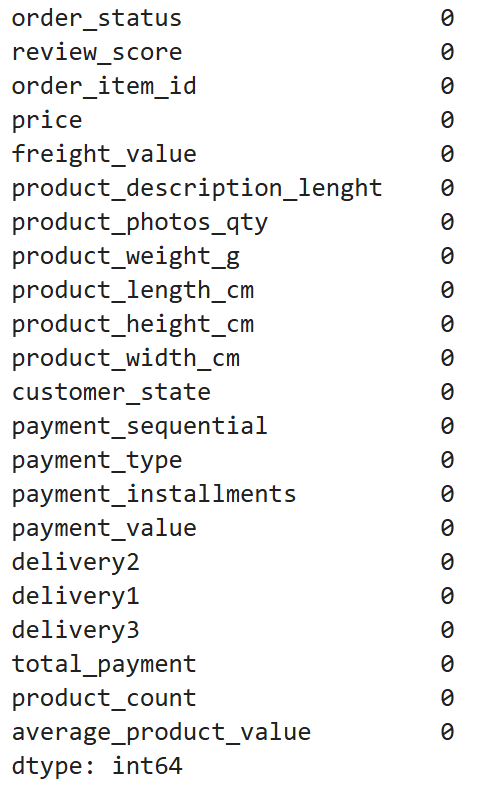 order_status 0
review_score 0
order_item_id 0
price 0
freight_value 0
product_description_lenght 0
product_photos_qty 0
product_weight_g 0
product_length_cm 0
product_height_cm 0
product_width_cm 0
customer_state 0
payment_sequential 0
payment_type 0
payment_installments 0
payment_value 0
delivery2 0
delivery1 0
delivery3 0
total_payment 0
product_count 0
average_product_value 0
dtype: int64